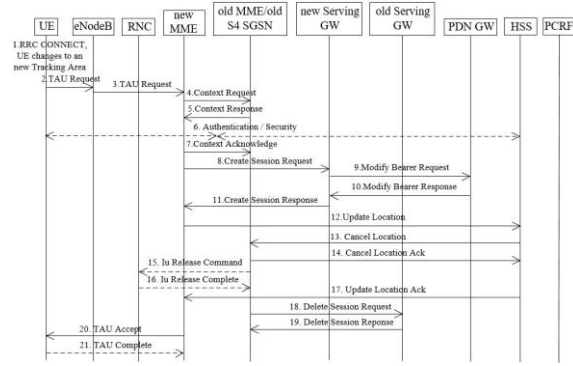 UE
eNodeB
RNC
new
MME
old MME/old
S4 SGSN
new Serving
GW
old Serving
GW
PDN GW
HSS
PCRF
1.RRC CONNECT,
UE changes to an
new Tracking Area
2.TAU Request
3.TAU Request
4.Context Request
5.Context Response
6. Authentication / Security
7.Context Acknowledge
8.Create Session Request
9.Modify Bearer Request
10.Modify Bearer Response
11.Create Session Response
12.Update Location
13. Cancel Location
14. Cancel Location Ack
15. Iu Release Command
16. Iu Release Complete
17. Update Location Ack
18. Delete Session Request
19. Delete Session Reponse
20. TAU Accept
21. TAU Complete